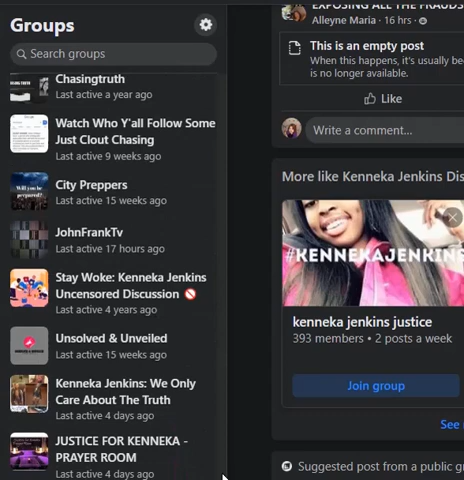 Groups
Search groups
Chasingtruth
Last active a year ago
Watch Who Y'all Follow Some
Just Clout Chasing
Last active 9 weeks ago
Will you be
prepared?
City Preppers
Last active 15 weeks ago
JohnFrankTv
Last active 17 hours ago
Stay Woke: Kenneka Jenkins
Uncensored Discussion
Last active 4 years ago
Unsolved & Unveiled
Last active 15 weeks ago
Kenneka Jenkins: We Only
Care About The Truth
Last active 4 days ago
JUSTICE FOR KENNEKA -
PRAYER ROOM
Last active 4 days ago
EXPOSING ALL THE FRAUDS
Alleyne Maria · 16 hrs ·
This is an empty post
When this happens, it's usually be
is no longer available.
Like
Write a comment...
More like Kenneka Jenkins Dis
#KENNEKAJENKIN
kenneka jenkins justice
393 members • 2 posts a week
Join group
See
Suggested post from a public g